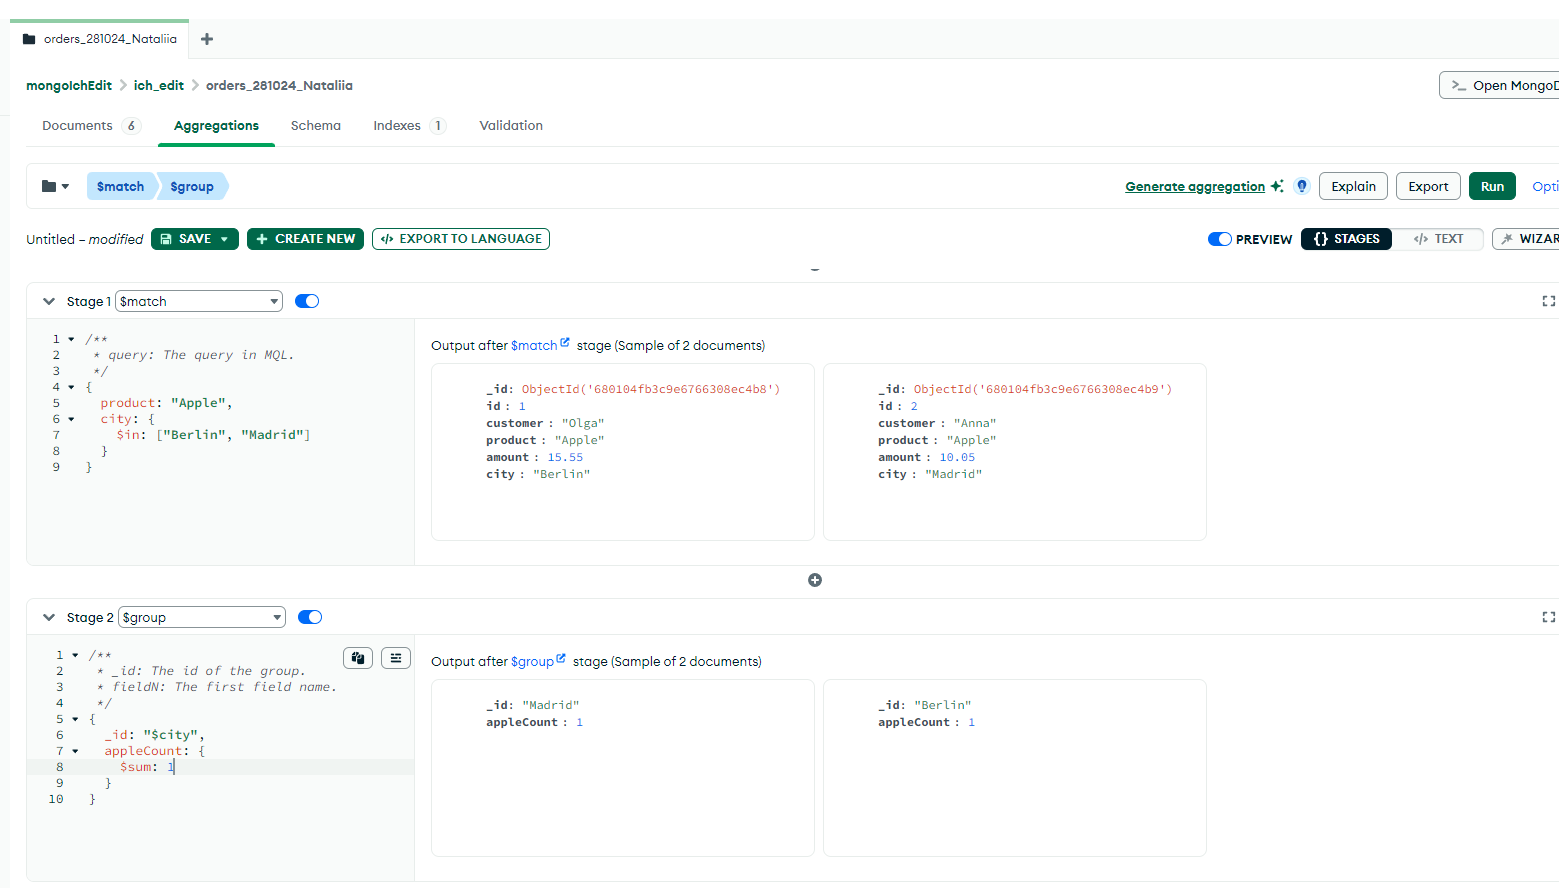 orders_281024_Nataliia
mongoIchEdit > ich_edit > orders_281024_Nataliia
>_ Open MongoD
Documents 6 Aggregations Schema Indexes 1 Validation
$match $group
Generate aggregation Explain Export Run Opti
Untitled – modified SAVE + CREATE NEW </> EXPORT TO LANGUAGE
PREVIEW {} STAGES </> TEXT WIZAR
Stage 1 $match
1 /**
2 * query: The query in MQL.
3 */
4 {
5 product: "Apple",
6 city: {
7 $in: ["Berlin", "Madrid"]
8 }
9 }
Output after $match stage (Sample of 2 documents)
_id: ObjectId('680104fb3c9e6766308ec4b8')
id : 1
customer : "Olga"
product : "Apple"
amount : 15.55
city : "Berlin"
_id: ObjectId('680104fb3c9e6766308ec4b9')
id : 2
customer : "Anna"
product : "Apple"
amount : 10.05
city : "Madrid"
Stage 2 $group
1 /**
2 * _id: The id of the group.
3 * fieldN: The first field name.
4 */
5 {
6 _id: "$city",
7 appleCount: {
8 $sum: 1
9 }
10 }
Output after $group stage (Sample of 2 documents)
_id: "Madrid"
appleCount : 1
_id: "Berlin"
appleCount : 1